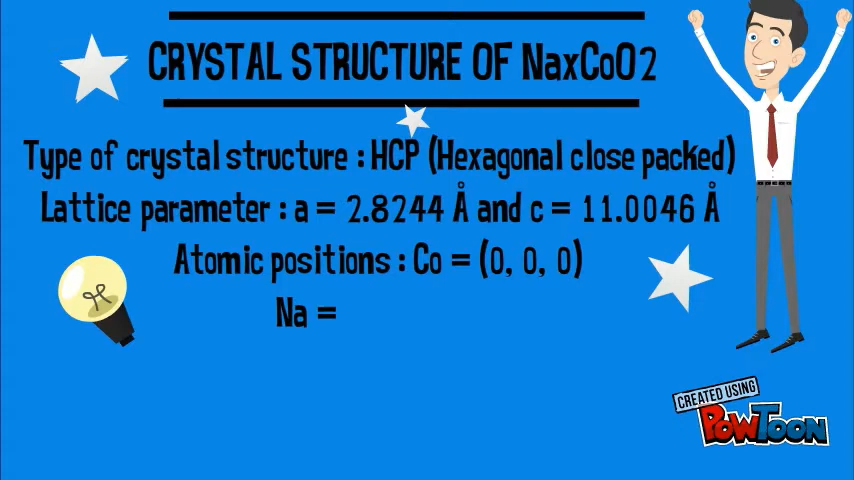 CRYSTAL STRUCTURE OF NaxCoO2
Type of crystal structure : HCP (Hexagonal close packed)
Lattice parameter : a = 2.8244 Å and c = 11.0046 Å
Atomic positions : Co = (0, 0, 0)
Na =
CREATED USING
POWTOON